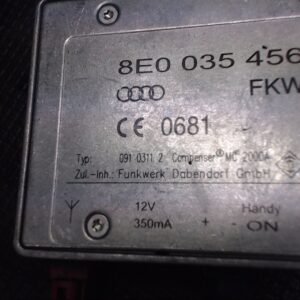 8E0 035 456
FKW
CE 0681
Typ: 091 0311 2 Compenser MC 2000A
Zul.-Inh.: Funkwerk Dabendorf GmbH
12V Handy
350mA + - ON